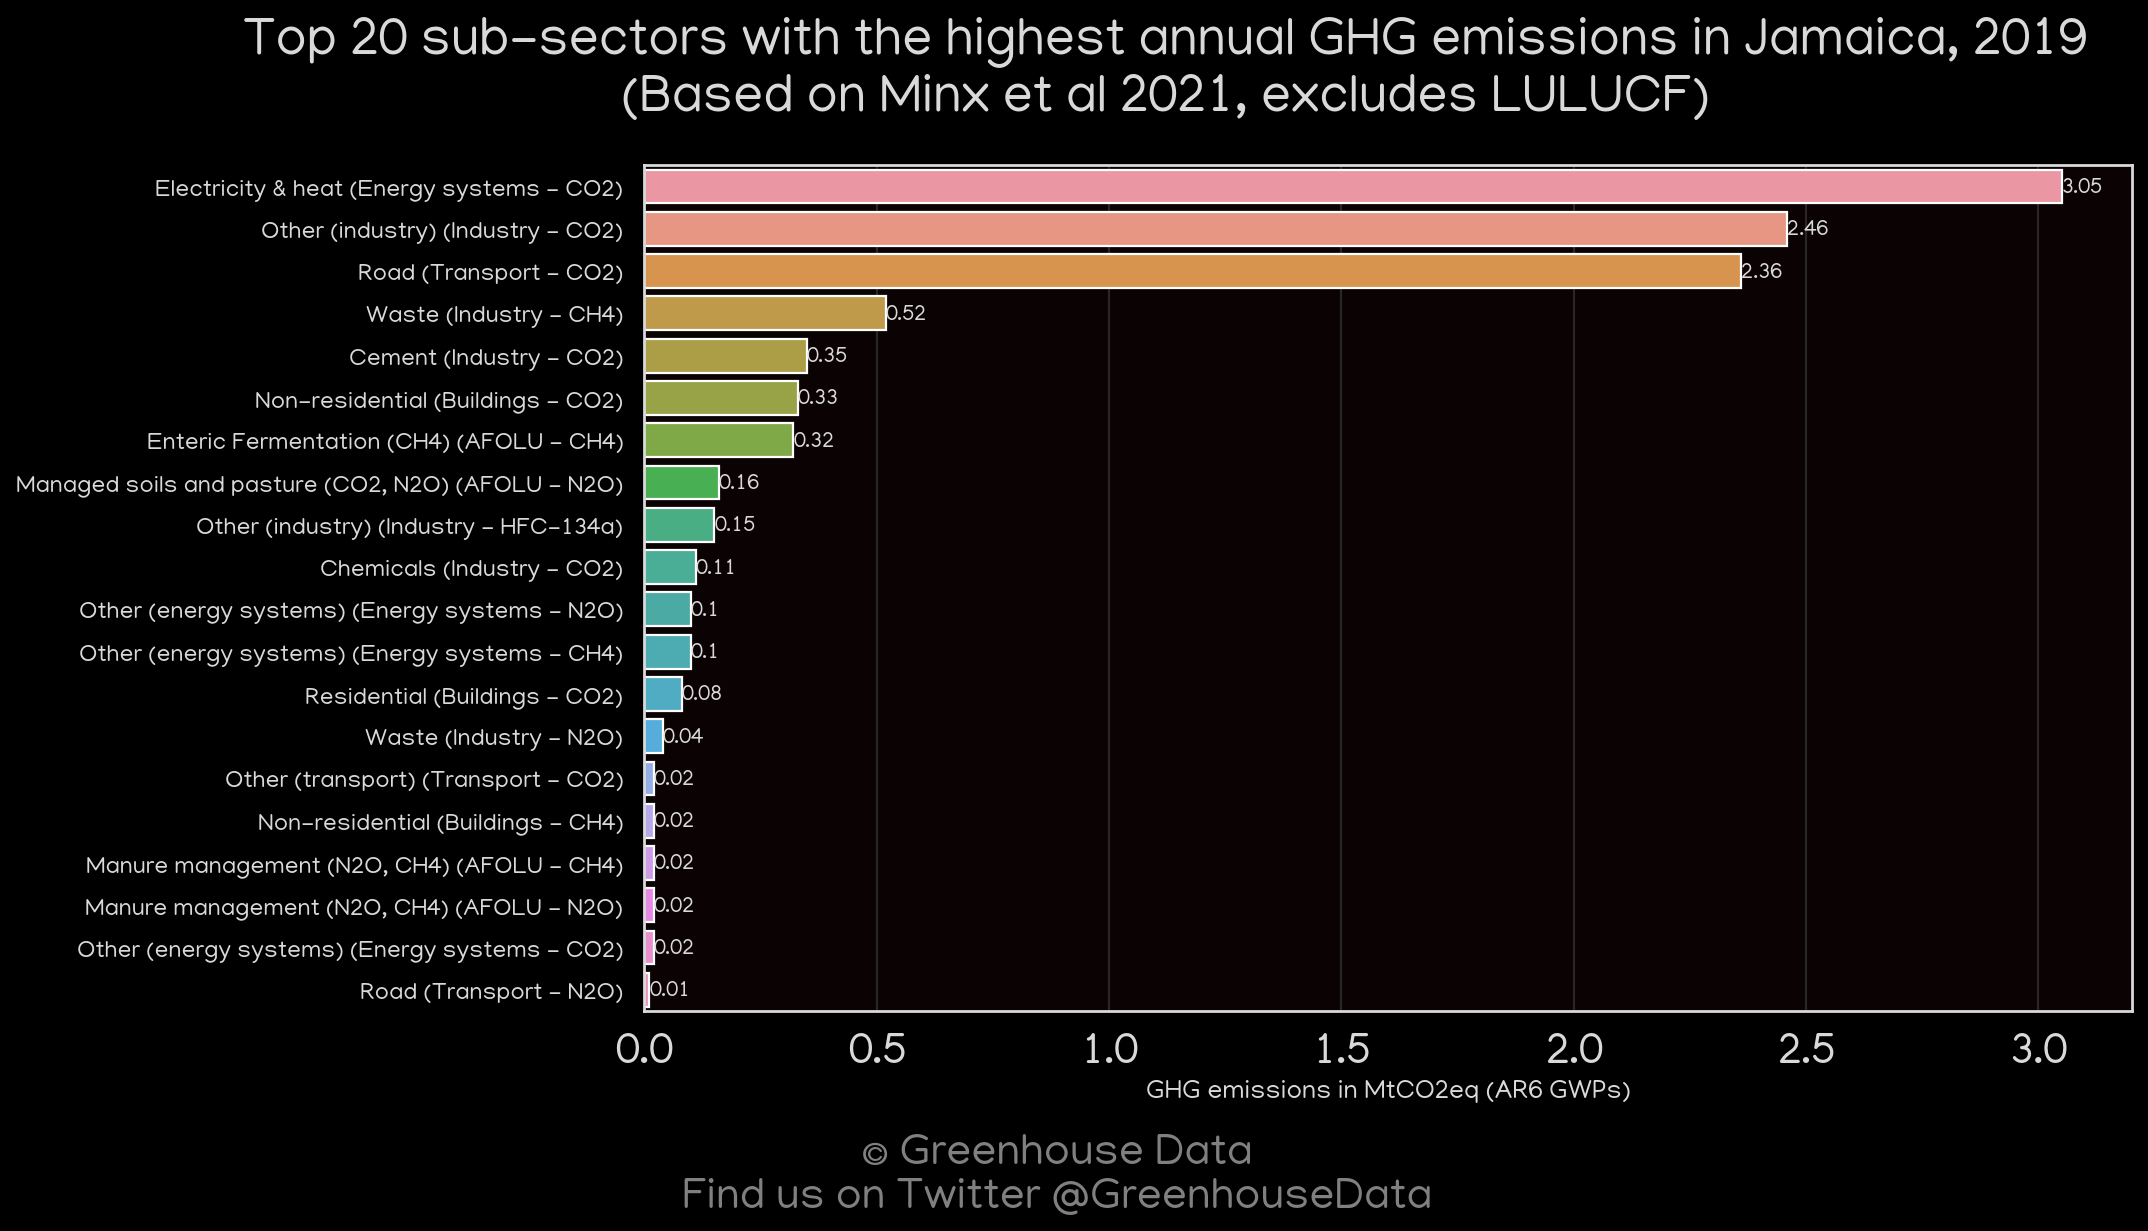 Top 20 sub-sectors with the highest annual GHG emissions in Jamaica, 2019
(Based on Minx et al 2021, excludes LULUCF)
Electricity & heat (Energy systems - CO2) 3.05
Other (industry) (Industry - CO2) 2.46
Road (Transport - CO2) 2.36
Waste (Industry - CH4) 0.52
Cement (Industry - CO2) 0.35
Non-residential (Buildings - CO2) 0.33
Enteric Fermentation (CH4) (AFOLU - CH4) 0.32
Managed soils and pasture (CO2, N2O) (AFOLU - N2O) 0.16
Other (industry) (Industry - HFC-134a) 0.15
Chemicals (Industry - CO2) 0.11
Other (energy systems) (Energy systems - N2O) 0.1
Other (energy systems) (Energy systems - CH4) 0.1
Residential (Buildings - CO2) 0.08
Waste (Industry - N2O) 0.04
Other (transport) (Transport - CO2) 0.02
Non-residential (Buildings - CH4) 0.02
Manure management (N2O, CH4) (AFOLU - CH4) 0.02
Manure management (N2O, CH4) (AFOLU - N2O) 0.02
Other (energy systems) (Energy systems - CO2) 0.02
Road (Transport - N2O) 0.01
0.0 0.5 1.0 1.5 2.0 2.5 3.0
GHG emissions in MtCO2eq (AR6 GWPs)
© Greenhouse Data
Find us on Twitter @GreenhouseData